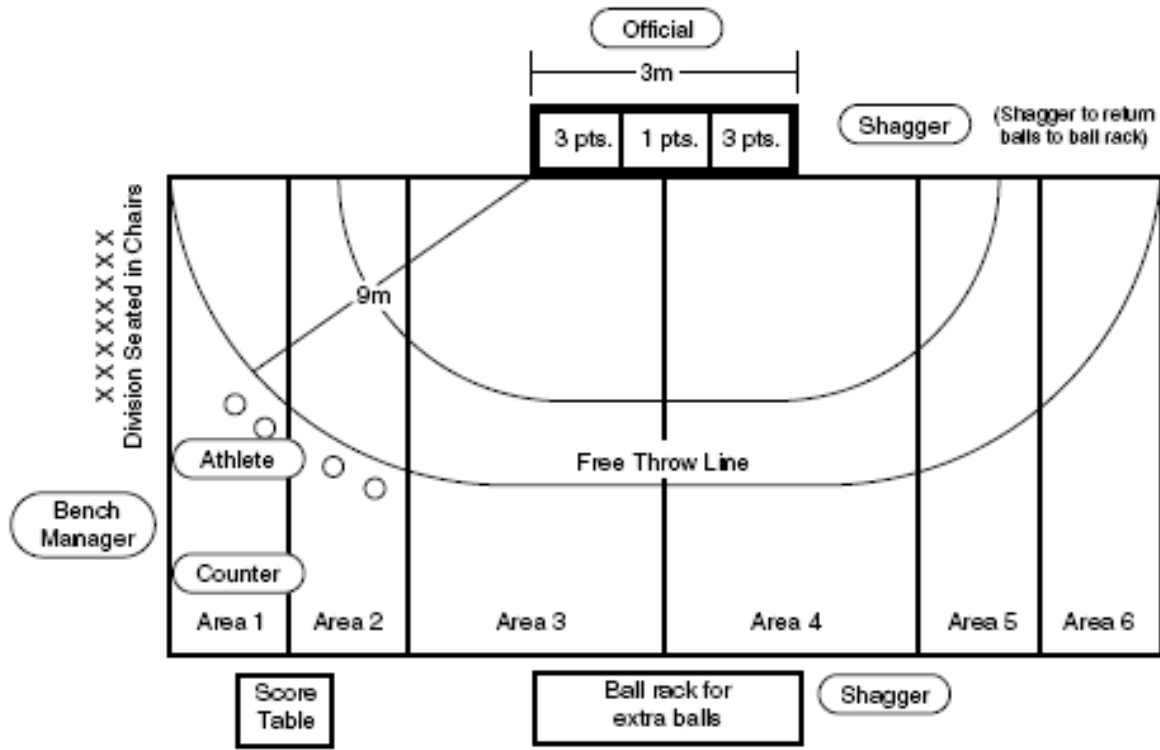 Official
3m
3 pts.
1 pts.
3 pts.
Shagger
(Shagger to return
balls to ball rack)
X X X X X X X X X
Division Seated in Chairs
9m
Athlete
Free Throw Line
Bench
Manager
Counter
Area 1
Area 2
Area 3
Area 4
Area 5
Area 6
Score
Table
Ball rack for
extra balls
Shagger